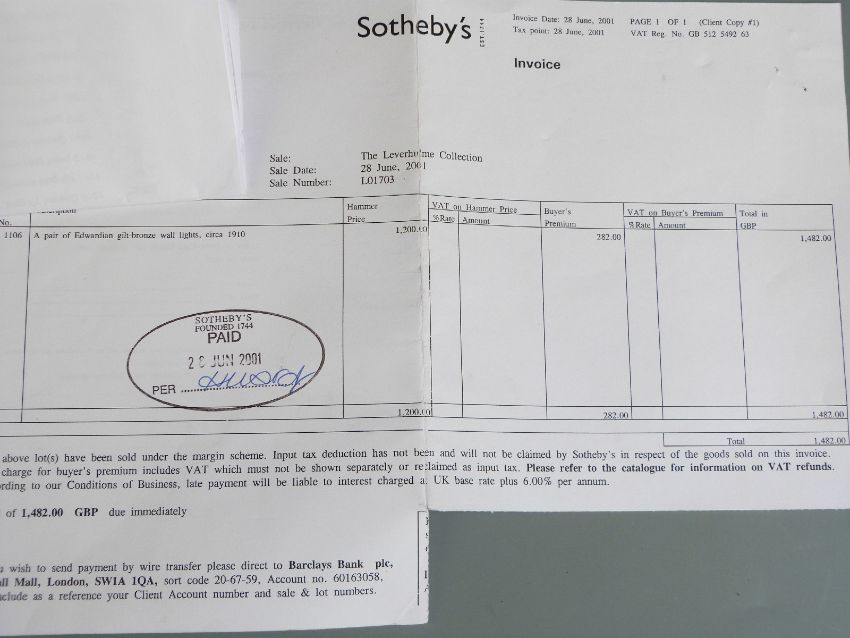 Sotheby's
Invoice Date: 28 June, 2001 PAGE 1 OF 1 (Client Copy #1)
Tax point: 28 June, 2001 VAT Reg. No. GB 512 5492 63
Invoice
Sale: The Leverhulme Collection
Sale Date: 28 June, 2001
Sale Number: L01703
No. Hammer Price VAT on Hammer Price %Rate Amount Buyer's Premium VAT on Buyer's Premium %Rate Amount Total in GBP
1106 A pair of Edwardian gilt-bronze wall lights, circa 1910 1,200.00 282.00 1,482.00
SOTHEBY'S
FOUNDED 1744
PAID
JUN 2001
PER
1,200.00 282.00 1,482.00
Total 1,482.00
above lot(s) have been sold under the margin scheme. Input tax deduction has not been and will not be claimed by Sotheby's in respect of the goods sold on this invoice.
charge for buyer's premium includes VAT which must not be shown separately or reclaimed as input tax. Please refer to the catalogue for information on VAT refunds.
rding to our Conditions of Business, late payment will be liable to interest charged a UK base rate plus 6.00% per annum.
of 1,482.00 GBP due immediately
wish to send payment by wire transfer please direct to Barclays Bank plc,
all Mall, London, SW1A 1QA, sort code 20-67-59, Account no. 60163058,
nclude as a reference your Client Account number and sale & lot numbers.